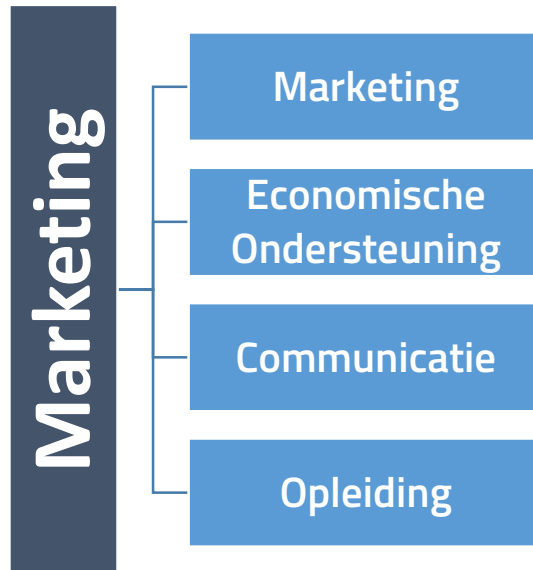 Marketing
Marketing
Economische
Ondersteuning
Communicatie
Opleiding